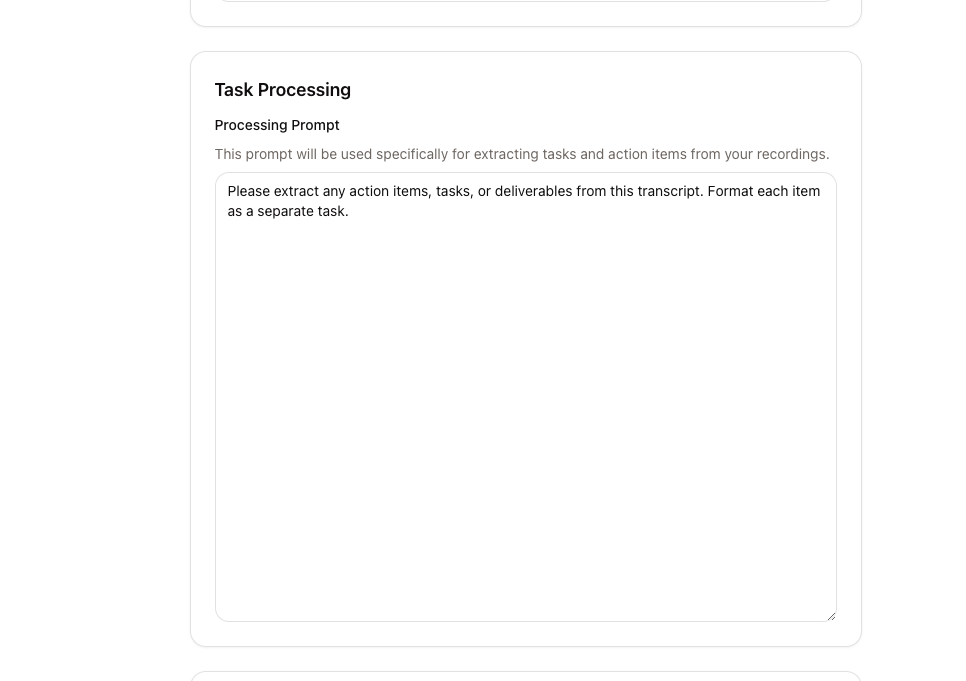 Task Processing
Processing Prompt
This prompt will be used specifically for extracting tasks and action items from your recordings.
Please extract any action items, tasks, or deliverables from this transcript. Format each item
as a separate task.